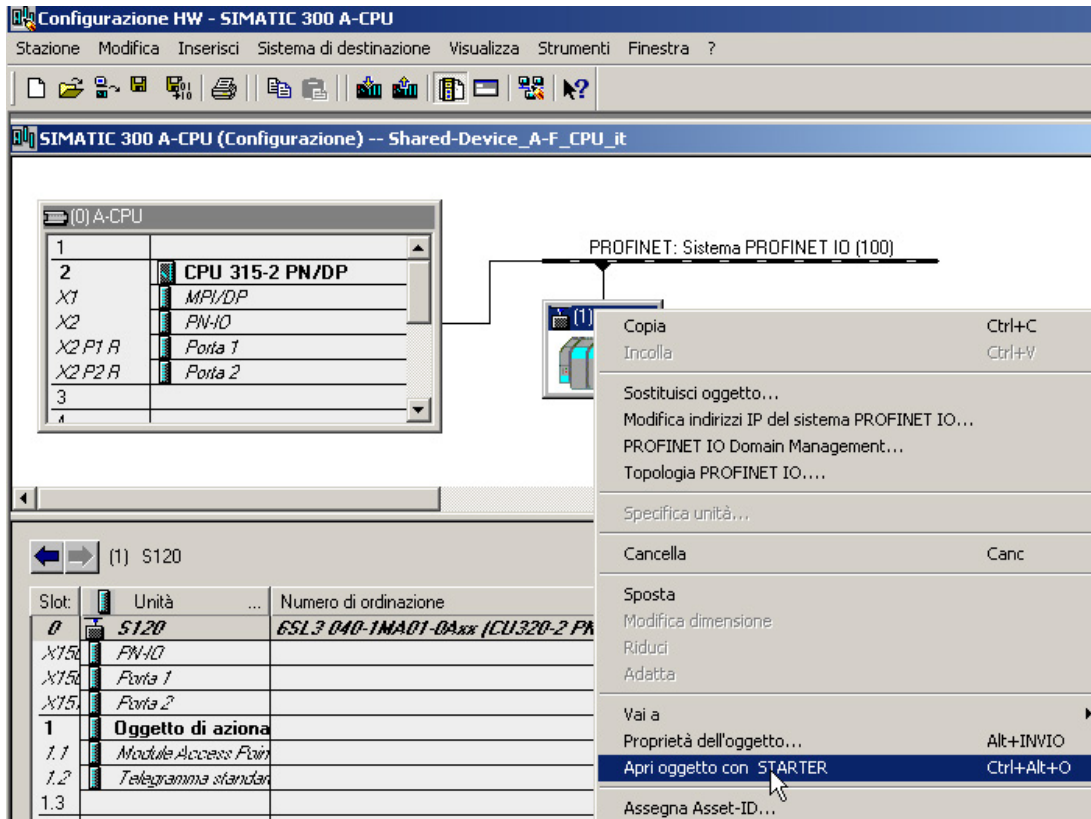 Configurazione HW - SIMATIC 300 A-CPU
Stazione Modifica Inserisci Sistema di destinazione Visualizza Strumenti Finestra ?
SIMATIC 300 A-CPU (Configurazione) -- Shared-Device_A-F_CPU_it
(0) A-CPU
1
2 CPU 315-2 PN/DP
X1 MPI/DP
X2 PN-IO
X2 P1 R Porta 1
X2 P2 R Porta 2
3
4
PROFINET: Sistema PROFINET IO (100)
(1)
Copia Ctrl+C
Incolla Ctrl+V
Sostituisci oggetto...
Modifica indirizzi IP del sistema PROFINET IO...
PROFINET IO Domain Management...
Topologia PROFINET IO....
Specifica unità...
Cancella Canc
Sposta
Modifica dimensione
Riduci
Adatta
Vai a
Proprietà dell'oggetto... Alt+INVIO
Apri oggetto con STARTER Ctrl+Alt+O
Assegna Asset-ID...
(1) S120
Slot: Unità ... Numero di ordinazione
0 S120 6SL3 040-1MA01-0Axx (CU320-2 PN
X150 PN-IO
X150 Porta 1
X15 Porta 2
1 Oggetto di aziona
1.1 Module Access Poin
1.2 Telegramma standar
1.3